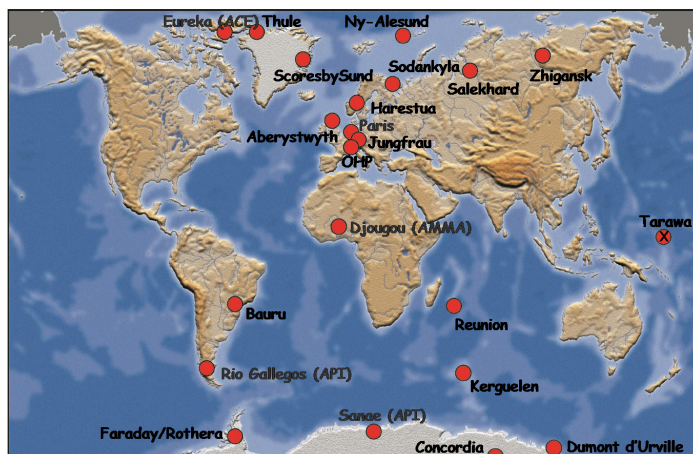 Eureka (ACE) Thule
Ny-Alesund
ScoresbySund
Sodankyla
Salekhard
Zhigansk
Harestua
Aberystwyth
Paris
Jungfrau
OHP
Tarawa
X
Djougou (AMMA)
Bauru
Reunion
Rio Gallegos (API)
Kerguelen
Sanae (API)
Faraday/Rothera
Concordia
Dumont d'Urville